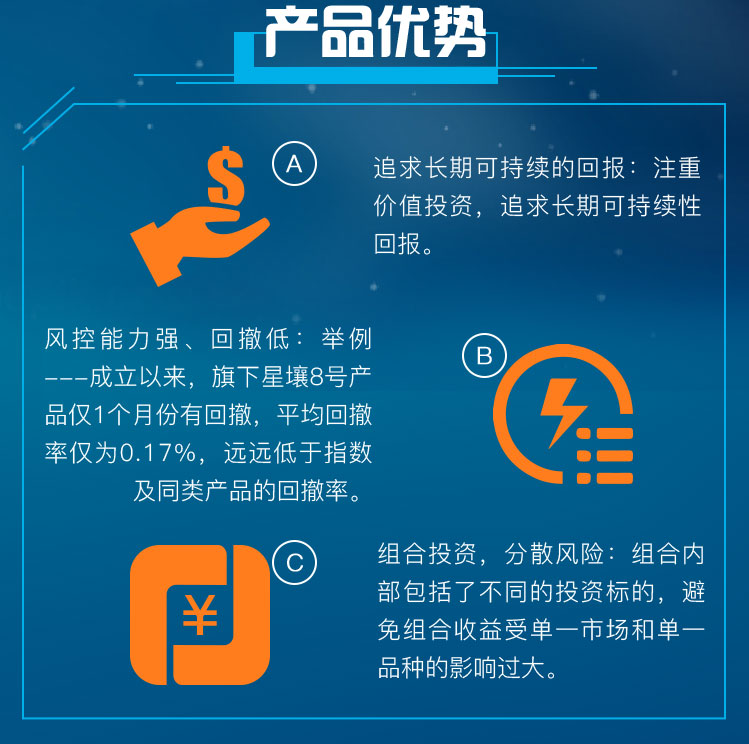 产品优势
A
追求长期可持续的回报：注重
价值投资，追求长期可持续性
回报。
风控能力强、回撤低：举例
---成立以来，旗下星壤8号产
品仅1个月份有回撤，平均回撤
率仅为0.17%，远远低于指数
及同类产品的回撤率。
B
C
组合投资，分散风险：组合内
部包括了不同的投资标的，避
免组合收益受单一市场和单一
品种的影响过大。
$
¥